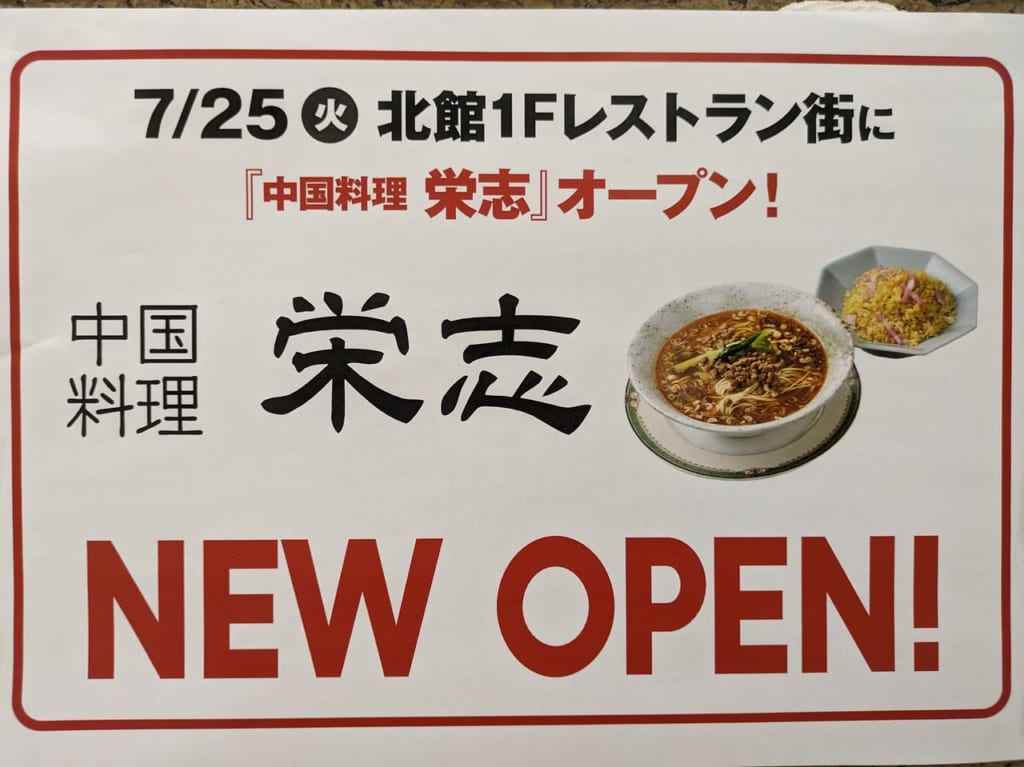 7/25 火 北館1Fレストラン街に
『中国料理 栄志』オープン!
中国
料理
栄志
NEW OPEN!